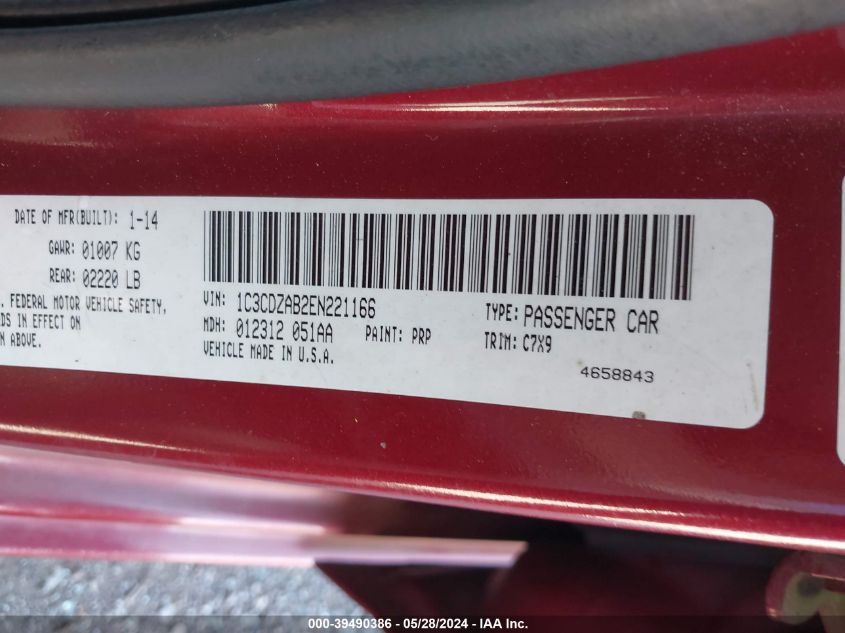 DATE OF MFR(BUILT): 1-14
GAWR: 01007 KG
REAR: 02220 LB
. FEDERAL MOTOR VEHICLE SAFETY,
DS IN EFFECT ON
N ABOVE.
VIN: 1C3CDZAB2EN221166
TYPE: PASSENGER CAR
MDH: 012312 051AA
PAINT: PRP
TRIM: C7X9
VEHICLE MADE IN U.S.A.
4658843
000-39490386 - 05/28/2024 - IAA Inc.